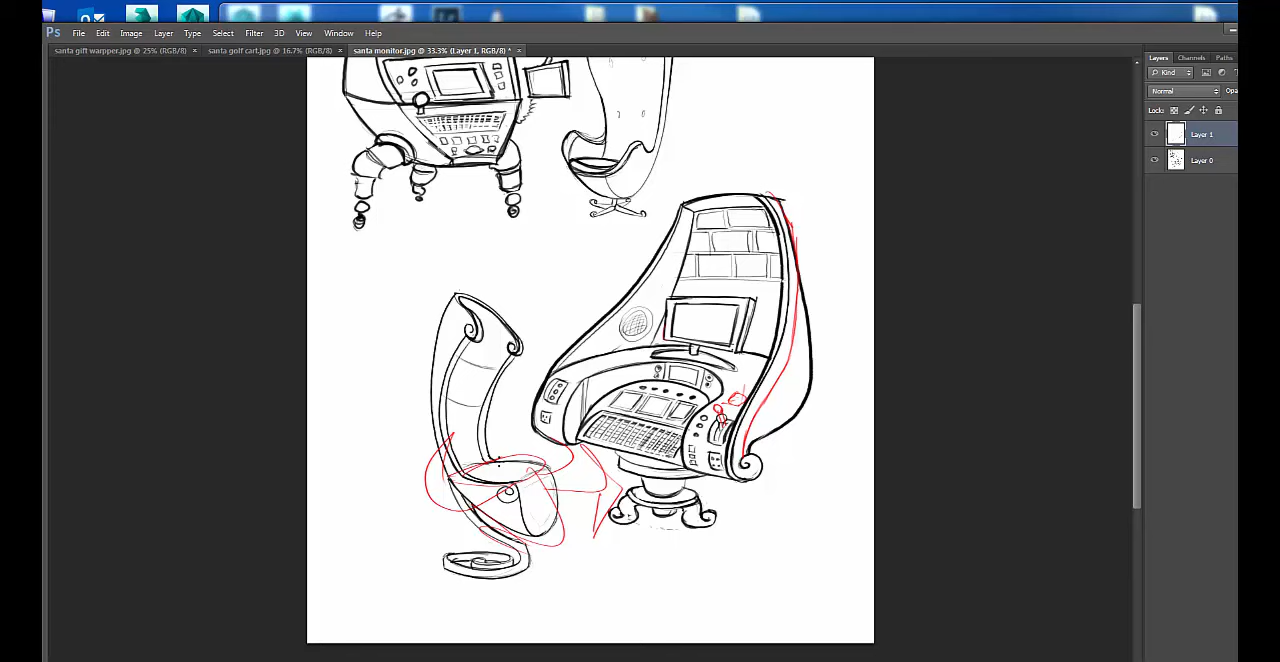 Ps File Edit Image Layer Type Select Filter 3D View Window Help
santa gift warpper.jpg @ 25% (RGB/8) × santa golf cart.jpg @ 16.7% (RGB/8) × santa monitor.jpg @ 33.3% (Layer 1, RGB/8) * ×
Layers Channels Paths
Kind
Normal Opa
Lock:
Layer 1
Layer 0